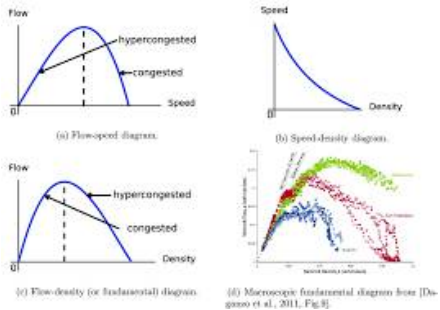 Flow
hypercongested
congested
Speed
0
(a) Flow-speed diagram.
Speed
Density
0
(b) Speed-density diagram.
Flow
hypercongested
congested
Density
0
(c) Flow-density (or fundamental) diagram.
(d) Macroscopic fundamental diagram from [Da-
ganzo et al., 2011, Fig.9].